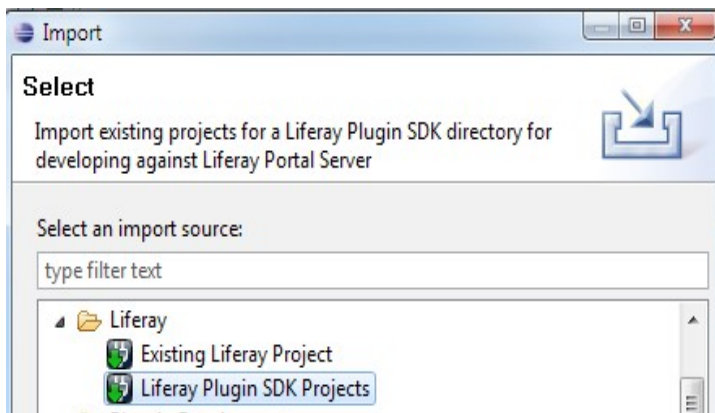 Import
Select
Import existing projects for a Liferay Plugin SDK directory for
developing against Liferay Portal Server
Select an import source:
type filter text
Liferay
Existing Liferay Project
Liferay Plugin SDK Projects